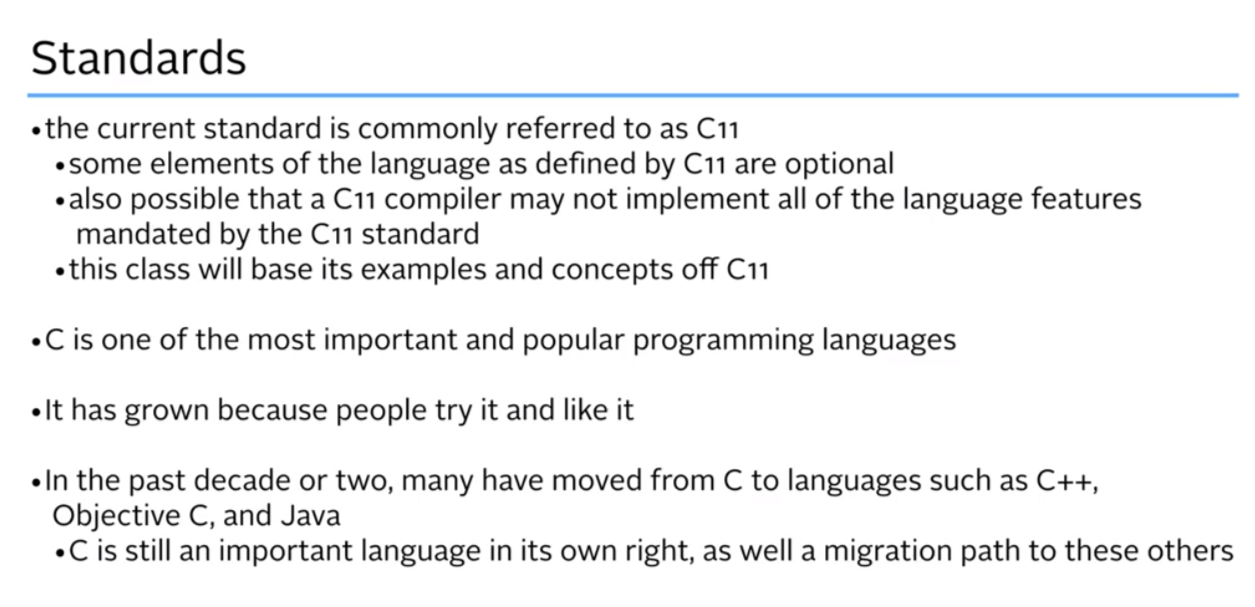 Standards
•the current standard is commonly referred to as C11
•some elements of the language as defined by C11 are optional
•also possible that a C11 compiler may not implement all of the language features
mandated by the C11 standard
•this class will base its examples and concepts off C11
•C is one of the most important and popular programming languages
•It has grown because people try it and like it
•In the past decade or two, many have moved from C to languages such as C++,
Objective C, and Java
•C is still an important language in its own right, as well a migration path to these others